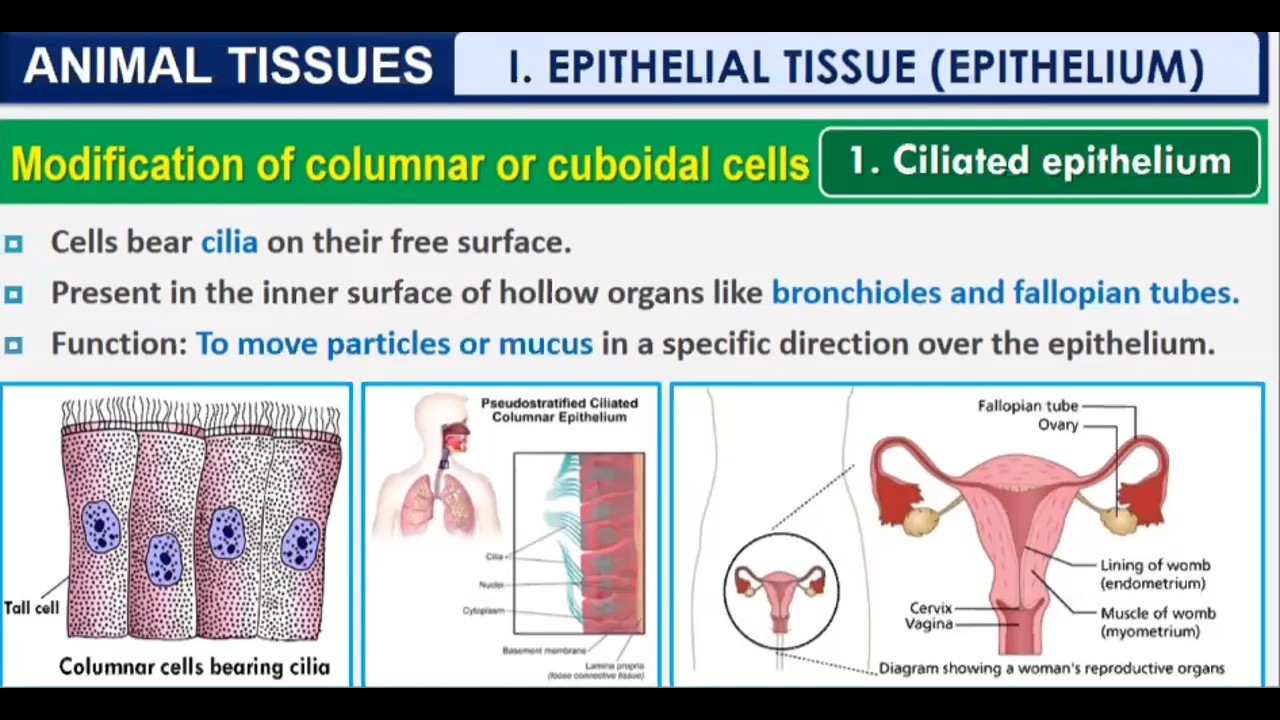 ANIMAL TISSUES
I. EPITHELIAL TISSUE (EPITHELIUM)
Modification of columnar or cuboidal cells
1. Ciliated epithelium
Cells bear cilia on their free surface.
Present in the inner surface of hollow organs like bronchioles and fallopian tubes.
Function: To move particles or mucus in a specific direction over the epithelium.
Tall cell
Columnar cells bearing cilia
Pseudostratified Ciliated
Columnar Epithelium
Cilia
Nuclei
Cytoplasm
Basement membrane
Lamina propria
(loose connective tissue)
Fallopian tube
Ovary
Lining of womb
(endometrium)
Cervix
Vagina
Muscle of womb
(myometrium)
Diagram showing a woman's reproductive organs